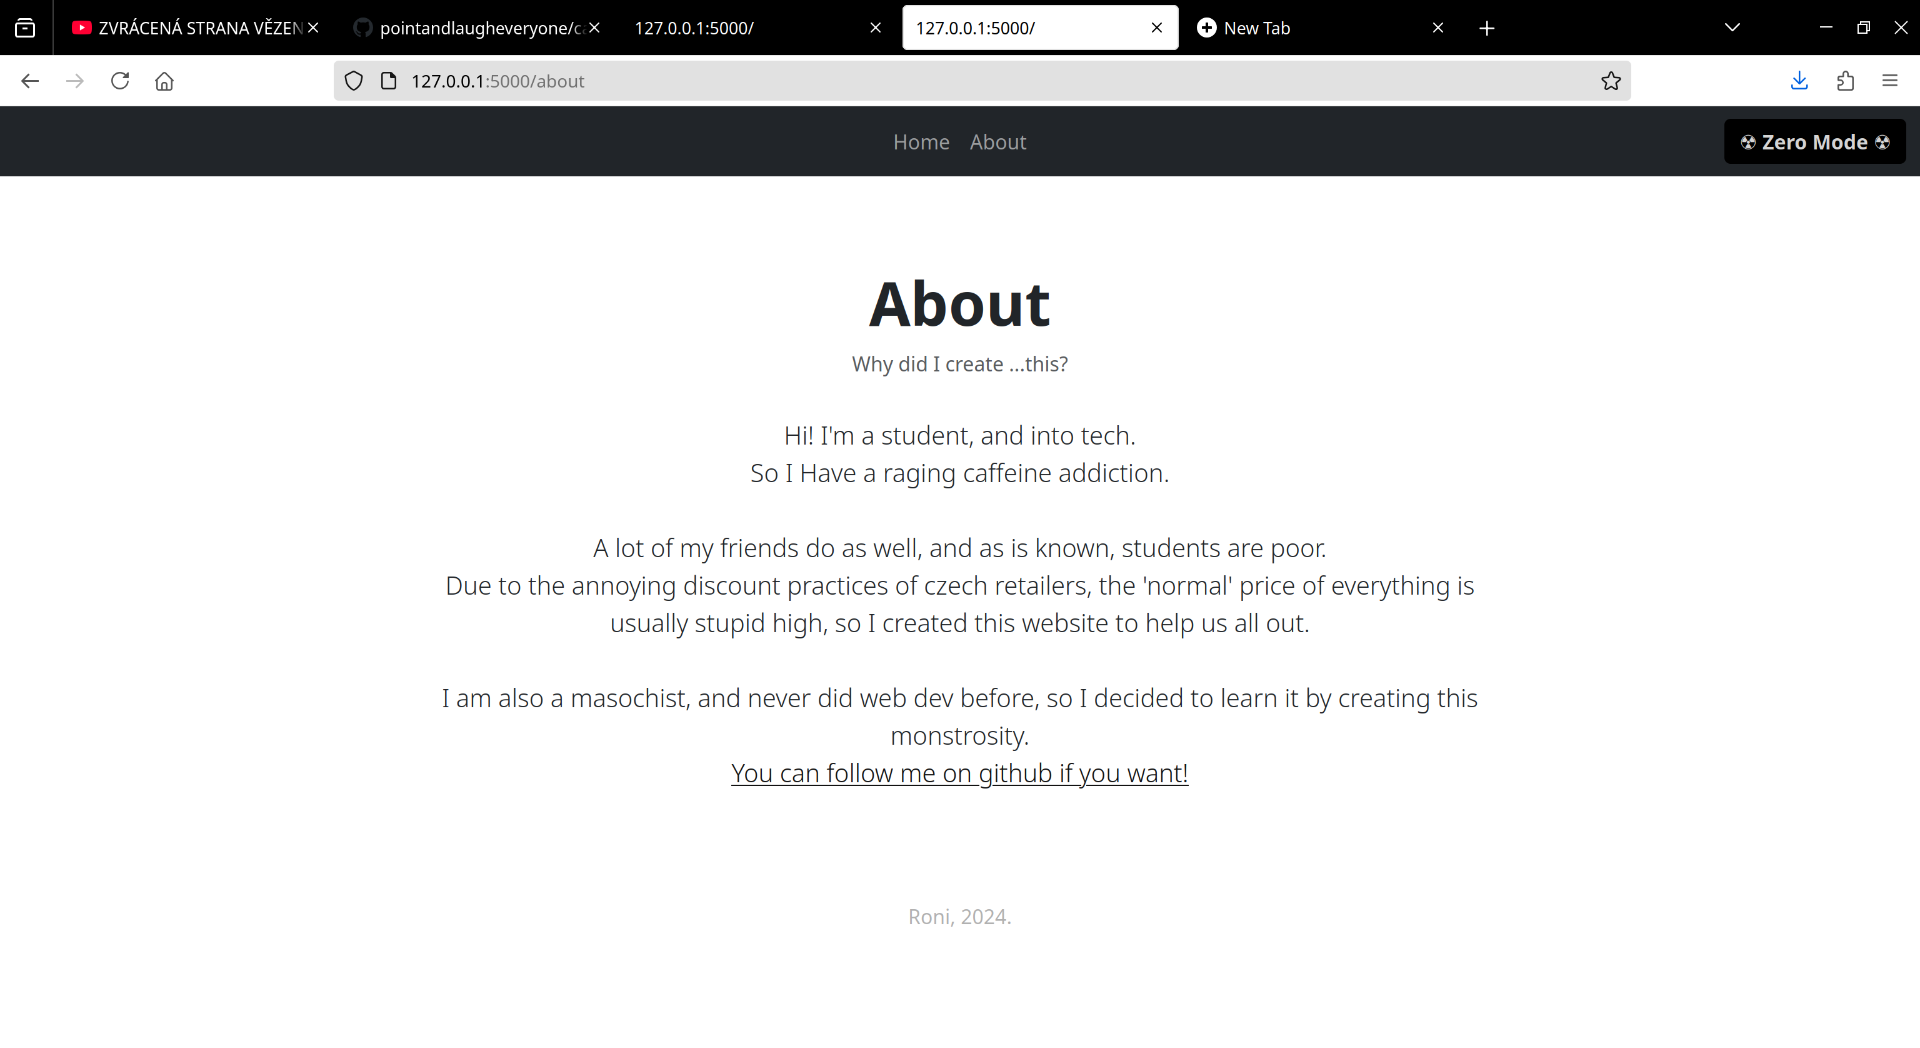 ZVRÁCENÁ STRANA VĚZEN
pointandlaugheveryone/c
127.0.0.1:5000/
127.0.0.1:5000/
New Tab
127.0.0.1:5000/about
Home
About
☢ Zero Mode ☢
About
Why did I create ...this?
Hi! I'm a student, and into tech.
So I Have a raging caffeine addiction.
A lot of my friends do as well, and as is known, students are poor.
Due to the annoying discount practices of czech retailers, the 'normal' price of everything is
usually stupid high, so I created this website to help us all out.
I am also a masochist, and never did web dev before, so I decided to learn it by creating this
monstrosity.
You can follow me on github if you want!
Roni, 2024.